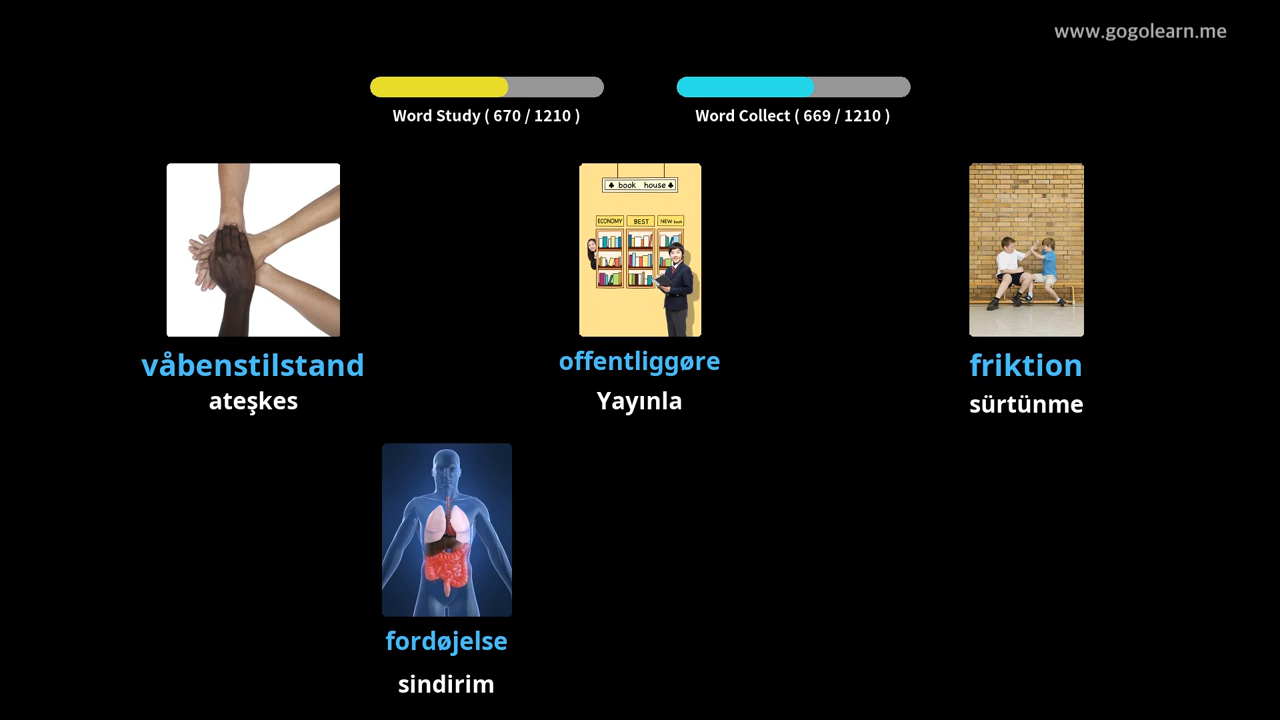 www.gogolearn.me
Word Study ( 670 / 1210 )
Word Collect ( 669 / 1210 )
♣ book house ♣
ECONOMY
BEST
NEW book
våbenstilstand
ateşkes
offentliggøre
Yayınla
friktion
sürtünme
fordøjelse
sindirim